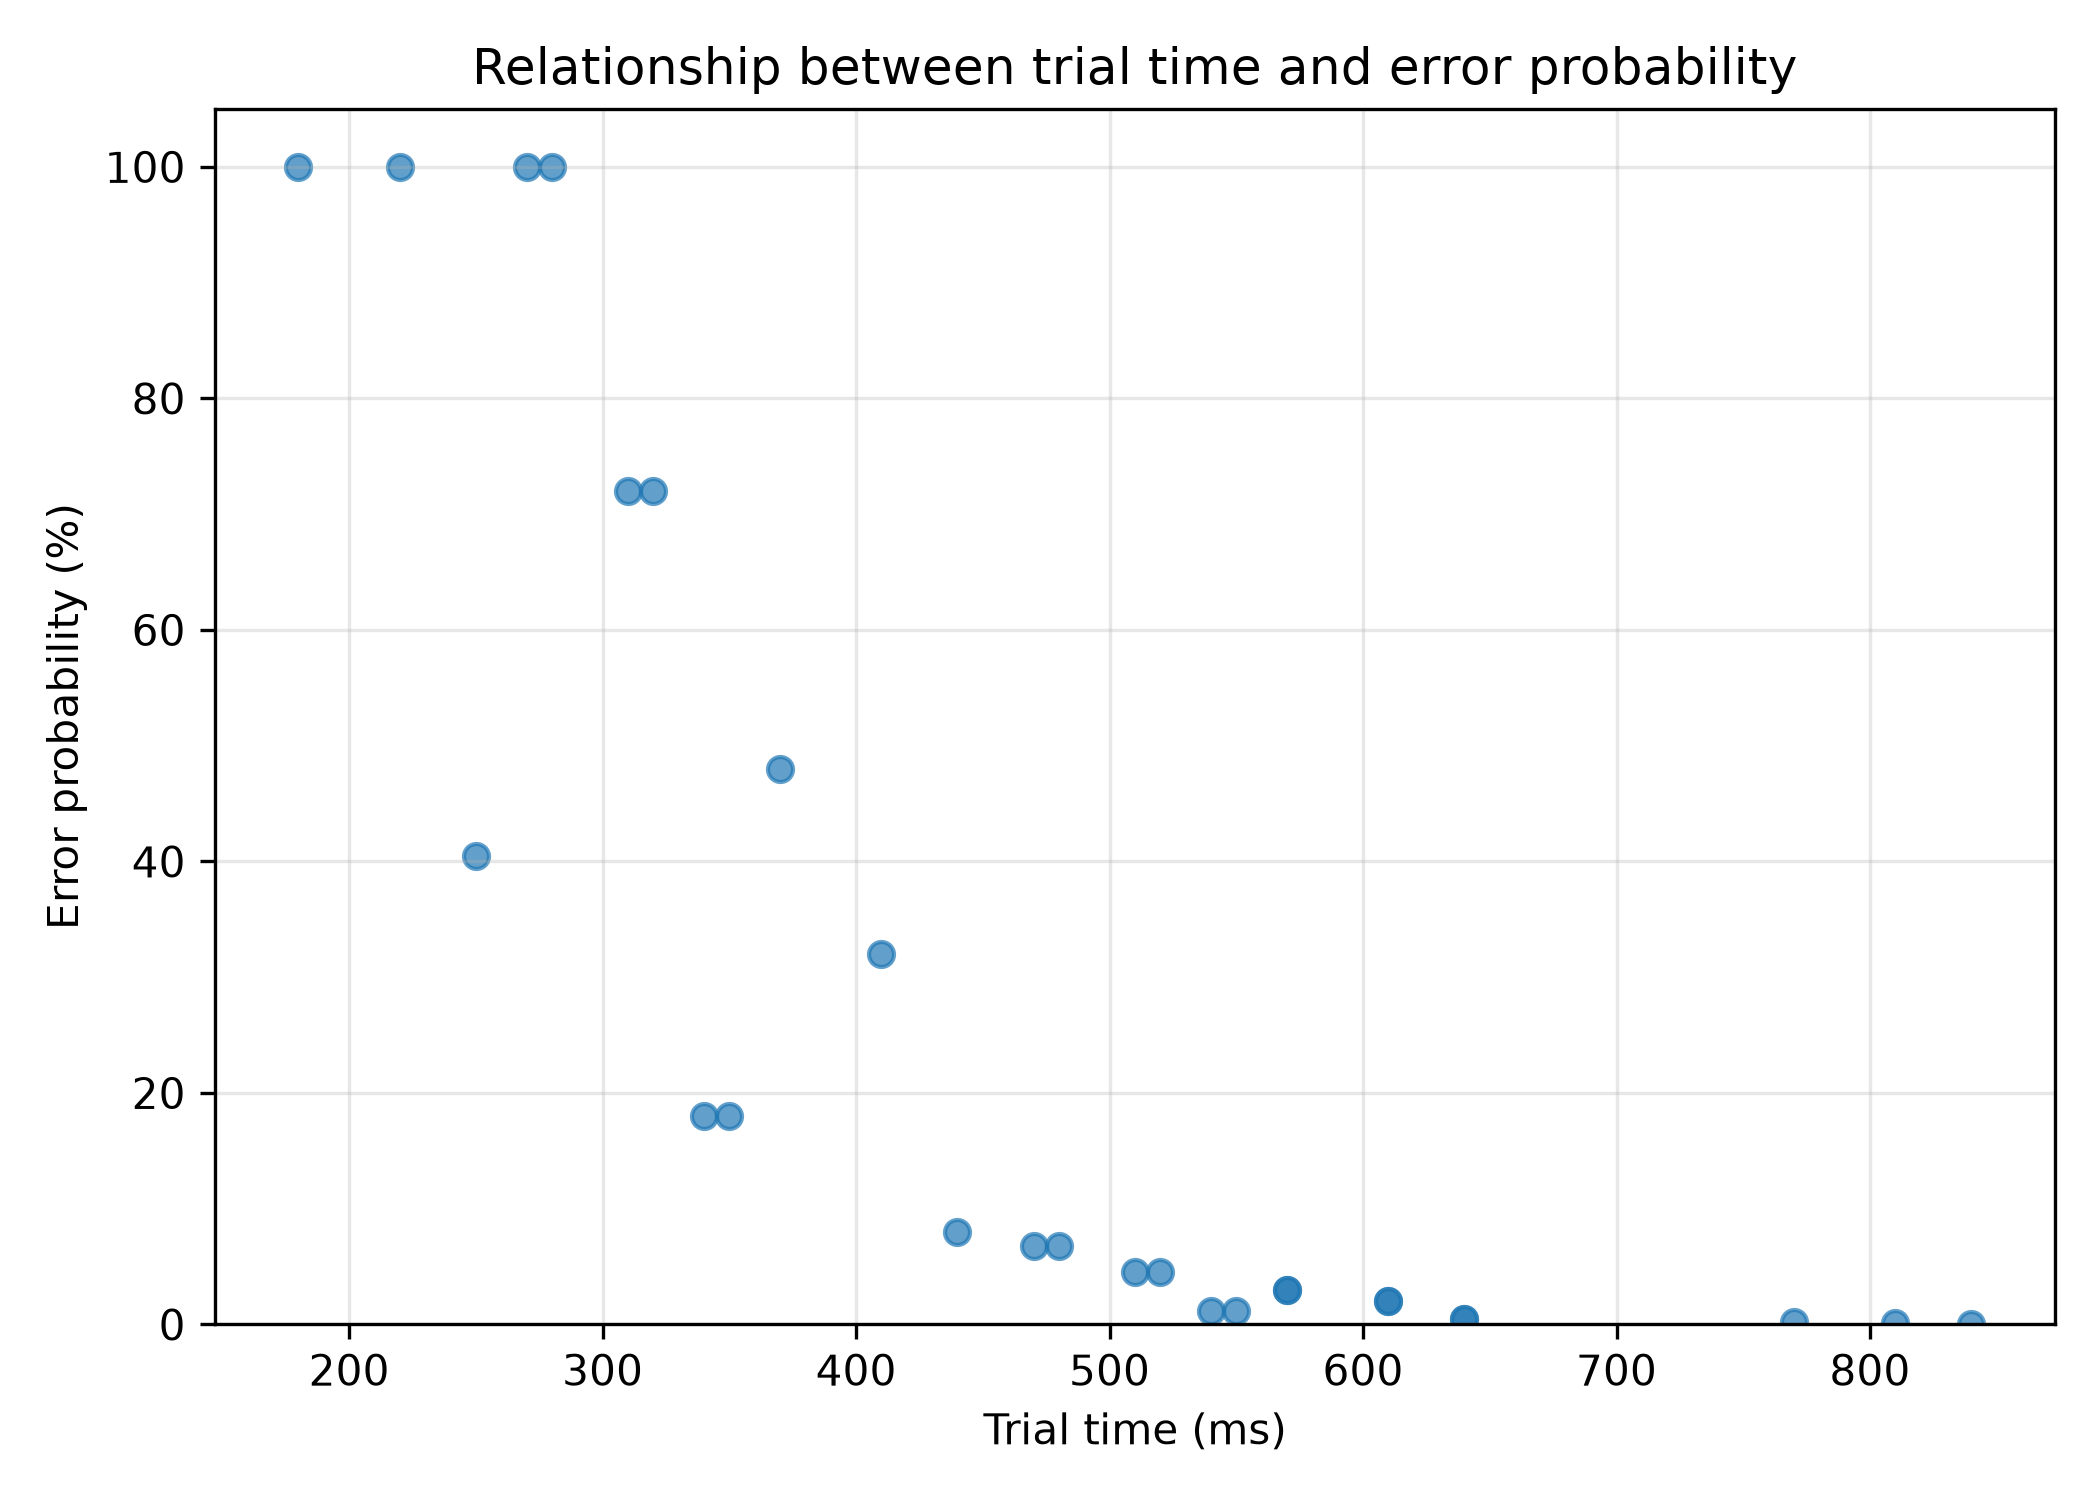 Relationship between trial time and error probability
Error probability (%)
100
80
60
40
20
0
200 300 400 500 600 700 800
Trial time (ms)